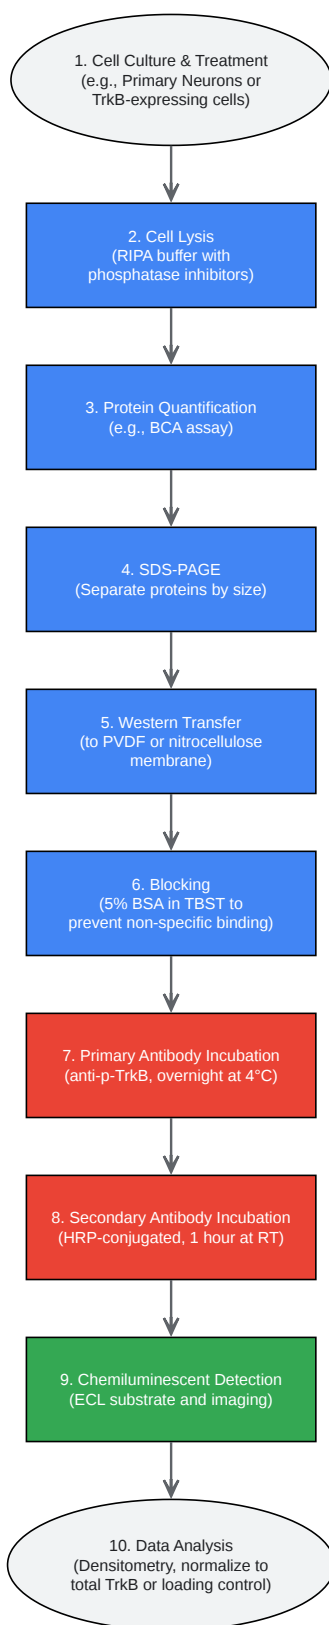 1. Cell Culture & Treatment
(e.g., Primary Neurons or
TrkB-expressing cells)
2. Cell Lysis
(RIPA buffer with
phosphatase inhibitors)
3. Protein Quantification
(e.g., BCA assay)
4. SDS-PAGE
(Separate proteins by size)
5. Western Transfer
(to PVDF or nitrocellulose
membrane)
6. Blocking
(5% BSA in TBST to
prevent non-specific binding)
7. Primary Antibody Incubation
(anti-p-TrkB, overnight at 4°C)
8. Secondary Antibody Incubation
(HRP-conjugated, 1 hour at RT)
9. Chemiluminescent Detection
(ECL substrate and imaging)
10. Data Analysis
(Densitometry, normalize to
total TrkB or loading control)